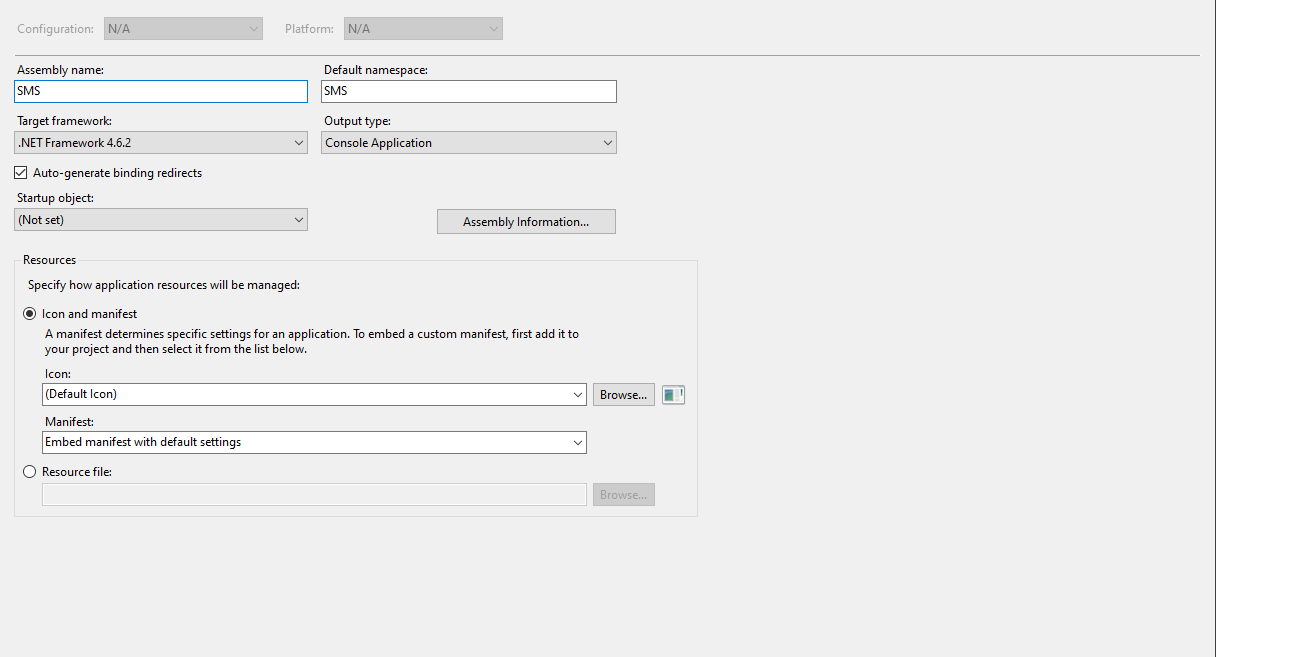 Configuration: N/A Platform: N/A
Assembly name: Default namespace:
SMS SMS
Target framework: Output type:
.NET Framework 4.6.2 Console Application
Auto-generate binding redirects
Startup object:
(Not set) Assembly Information...
Resources
Specify how application resources will be managed:
Icon and manifest
A manifest determines specific settings for an application. To embed a custom manifest, first add it to
your project and then select it from the list below.
Icon:
(Default Icon) Browse...
Manifest:
Embed manifest with default settings
Resource file:
Browse...